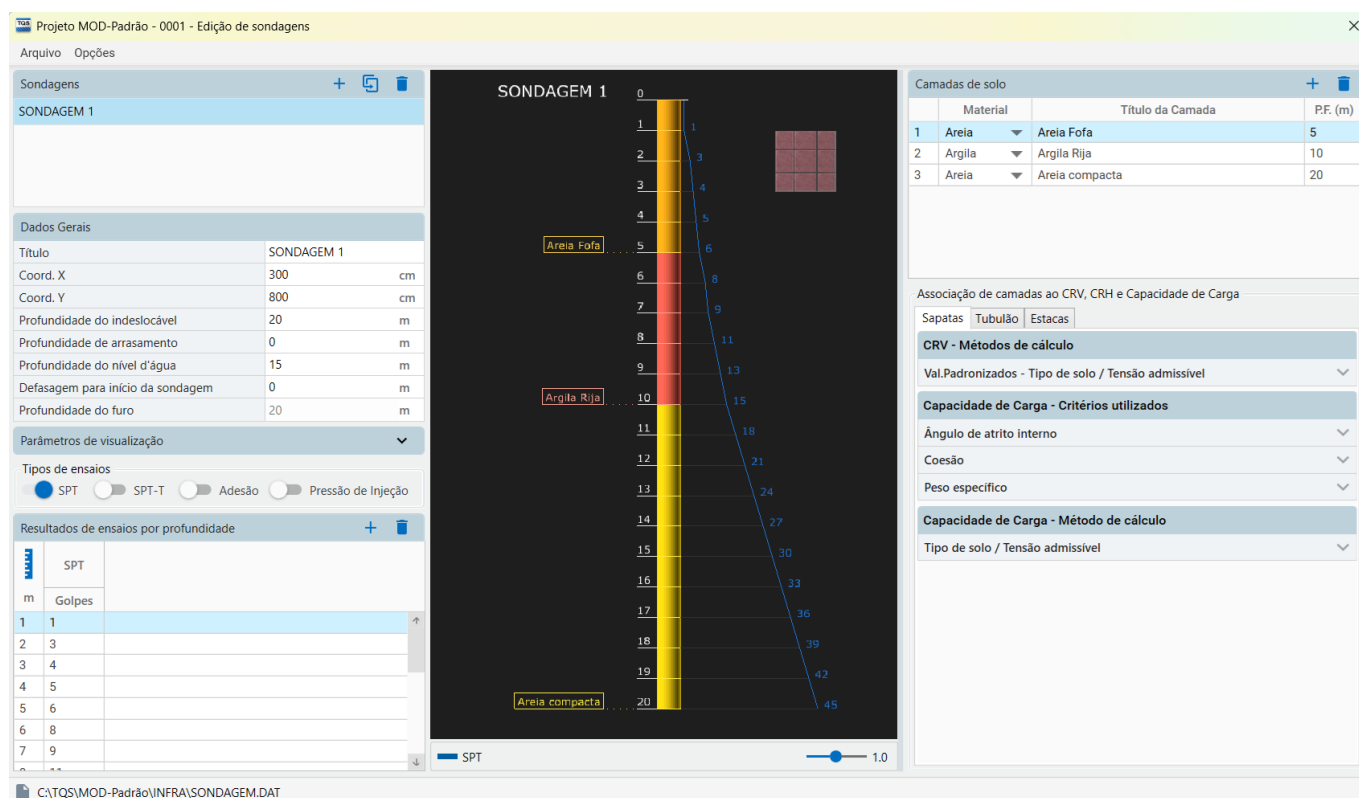 TQS Projeto MOD-Padrão - 0001 - Edição de sondagens
Arquivo Opções
Sondagens
SONDAGEM 1
Dados Gerais
Título SONDAGEM 1
Coord. X 300 cm
Coord. Y 800 cm
Profundidade do indeslocável 20 m
Profundidade de arrasamento 0 m
Profundidade do nível d'água 15 m
Defasagem para início da sondagem 0 m
Profundidade do furo 20 m
Parâmetros de visualização
Tipos de ensaios
SPT SPT-T Adesão Pressão de Injeção
Resultados de ensaios por profundidade
SPT
m Golpes
1 1
2 3
3 4
4 5
5 6
6 8
7 9
SONDAGEM 1 0
1 1
2 3
3 4
4 5
Areia Fofa 5 6
6 8
7 9
8 11
9 13
Argila Rija 10 15
11 18
12 21
13 24
14 27
15 30
16 33
17 36
18 39
19 42
Areia compacta 20 45
SPT 1.0
Camadas de solo
Material Título da Camada P.F. (m)
1 Areia Areia Fofa 5
2 Argila Argila Rija 10
3 Areia Areia compacta 20
Associação de camadas ao CRV, CRH e Capacidade de Carga
Sapatas Tubulão Estacas
CRV - Métodos de cálculo
Val.Padronizados - Tipo de solo / Tensão admissível
Capacidade de Carga - Critérios utilizados
Ângulo de atrito interno
Coesão
Peso específico
Capacidade de Carga - Método de cálculo
Tipo de solo / Tensão admissível
C:\TQS\MOD-Padrão\INFRA\SONDAGEM.DAT